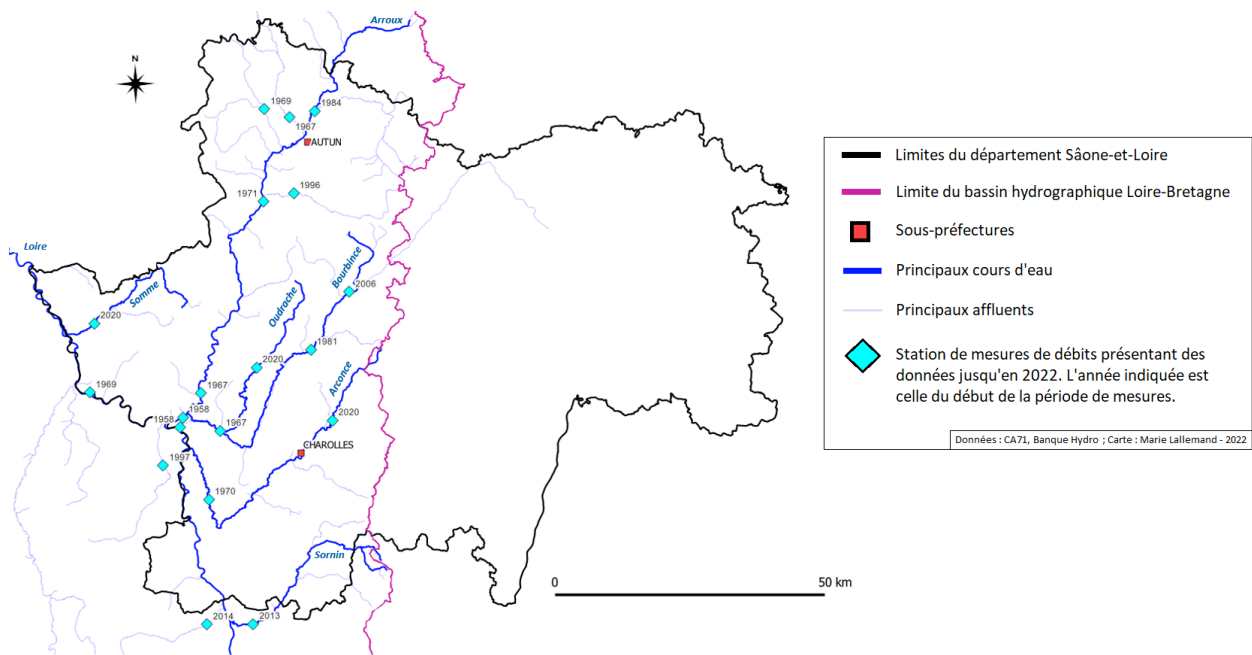 Arroux
N
1969
1984
1967
AUTUN
1996
1971
Loire
Bourbince
Somme
2006
Oudrache
2020
1981
2020
Arconce
1969
1967
1958
2020
1958
1967
CHAROLLES
1997
1970
Sornin
2014
2013
0
50 km
Limites du département Sâone-et-Loire
Limite du bassin hydrographique Loire-Bretagne
Sous-préfectures
Principaux cours d'eau
Principaux affluents
Station de mesures de débits présentant des
données jusqu'en 2022. L'année indiquée est
celle du début de la période de mesures.
Données : CA71, Banque Hydro ; Carte : Marie Lallemand - 2022